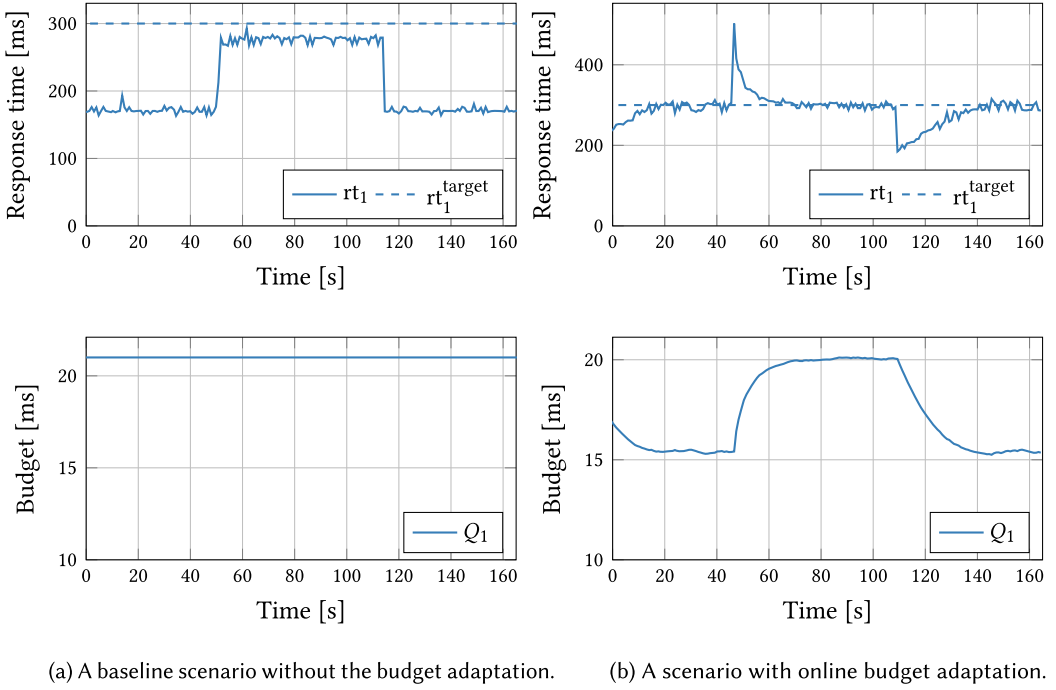 Response time [ms]
300
200
100
0
0 20 40 60 80 100 120 140 160
Time [s]
rt1
rt1^target
Response time [ms]
400
200
0
0 20 40 60 80 100 120 140 160
Time [s]
rt1
rt1^target
Budget [ms]
20
15
10
0 20 40 60 80 100 120 140 160
Time [s]
Q1
Budget [ms]
20
15
10
0 20 40 60 80 100 120 140 160
Time [s]
Q1
(a) A baseline scenario without the budget adaptation.
(b) A scenario with online budget adaptation.